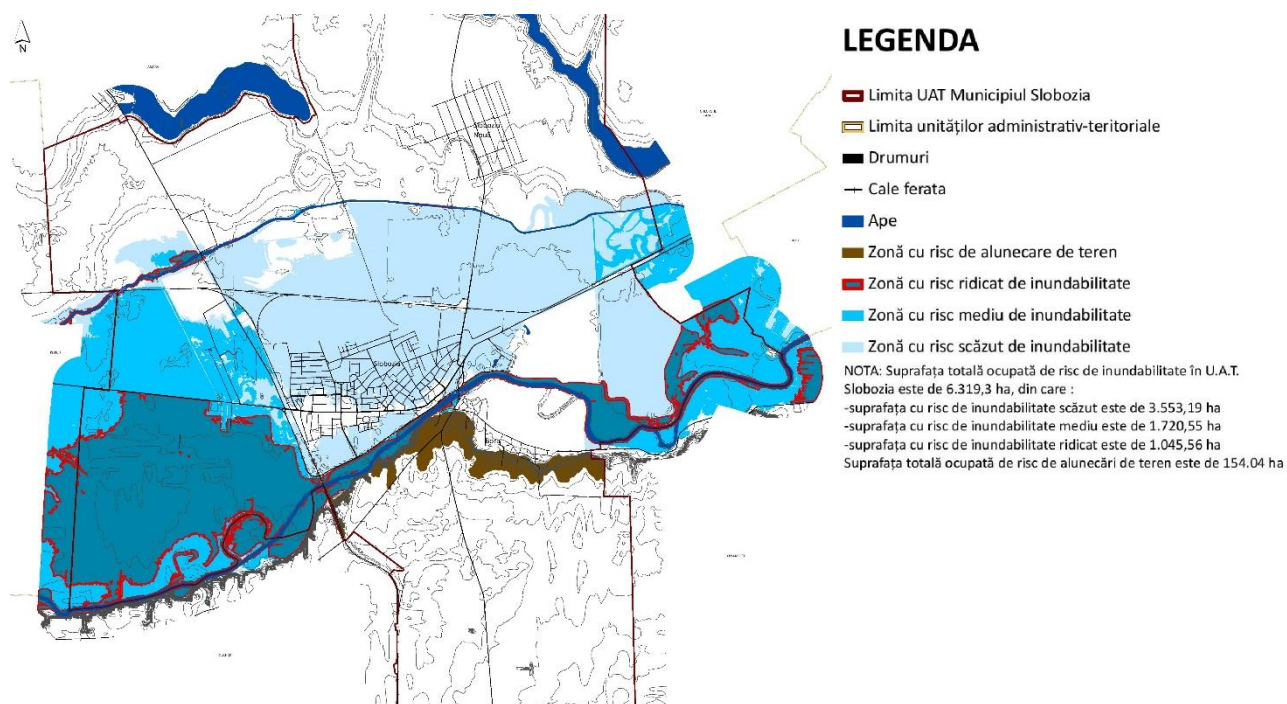 N
Slobozia
Nouă
Slobozia
Bora
LEGENDA
Limita UAT Municipiul Slobozia
Limita unităților administrativ-teritoriale
Drumuri
Cale ferata
Ape
Zonă cu risc de alunecare de teren
Zonă cu risc ridicat de inundabilitate
Zonă cu risc mediu de inundabilitate
Zonă cu risc scăzut de inundabilitate
NOTA: Suprafața totală ocupată de risc de inundabilitate în U.A.T.
Slobozia este de 6.319,3 ha, din care :
-suprafața cu risc de inundabilitate scăzut este de 3.553,19 ha
-suprafața cu risc de inundabilitate mediu este de 1.720,55 ha
-suprafața cu risc de inundabilitate ridicat este de 1.045,56 ha
Suprafața totală ocupată de risc de alunecări de teren este de 154.04 ha